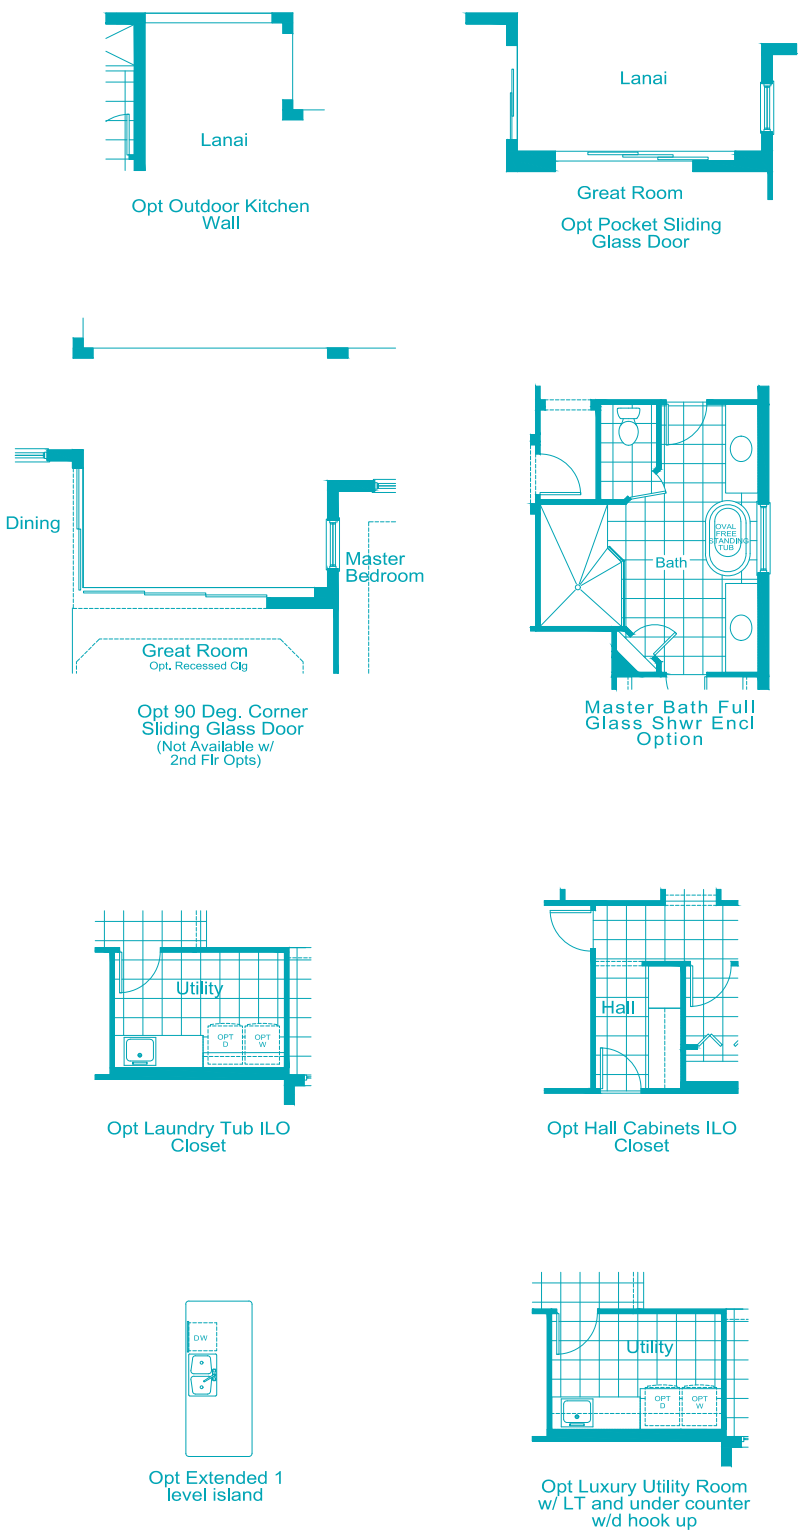 Lanai
Opt Outdoor Kitchen
Wall
Lanai
Great Room
Opt Pocket Sliding
Glass Door
Dining
Master
Bedroom
Great Room
Opt. Recessed Clg
Opt 90 Deg. Corner
Sliding Glass Door
(Not Available w/
2nd Flr Opts)
OVAL
FREE
STANDING
TUB
Bath
Master Bath Full
Glass Shwr Encl
Option
Utility
OPT
D
OPT
W
Opt Laundry Tub ILO
Closet
Hall
Opt Hall Cabinets ILO
Closet
DW
Opt Extended 1
level island
Utility
OPT
D
OPT
W
Opt Luxury Utility Room
w/ LT and under counter
w/d hook up